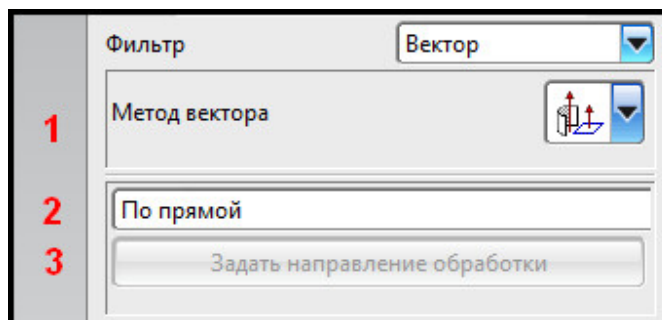 Фильтр Вектор
1 Метод вектора
2 По прямой
3 Задать направление обработки